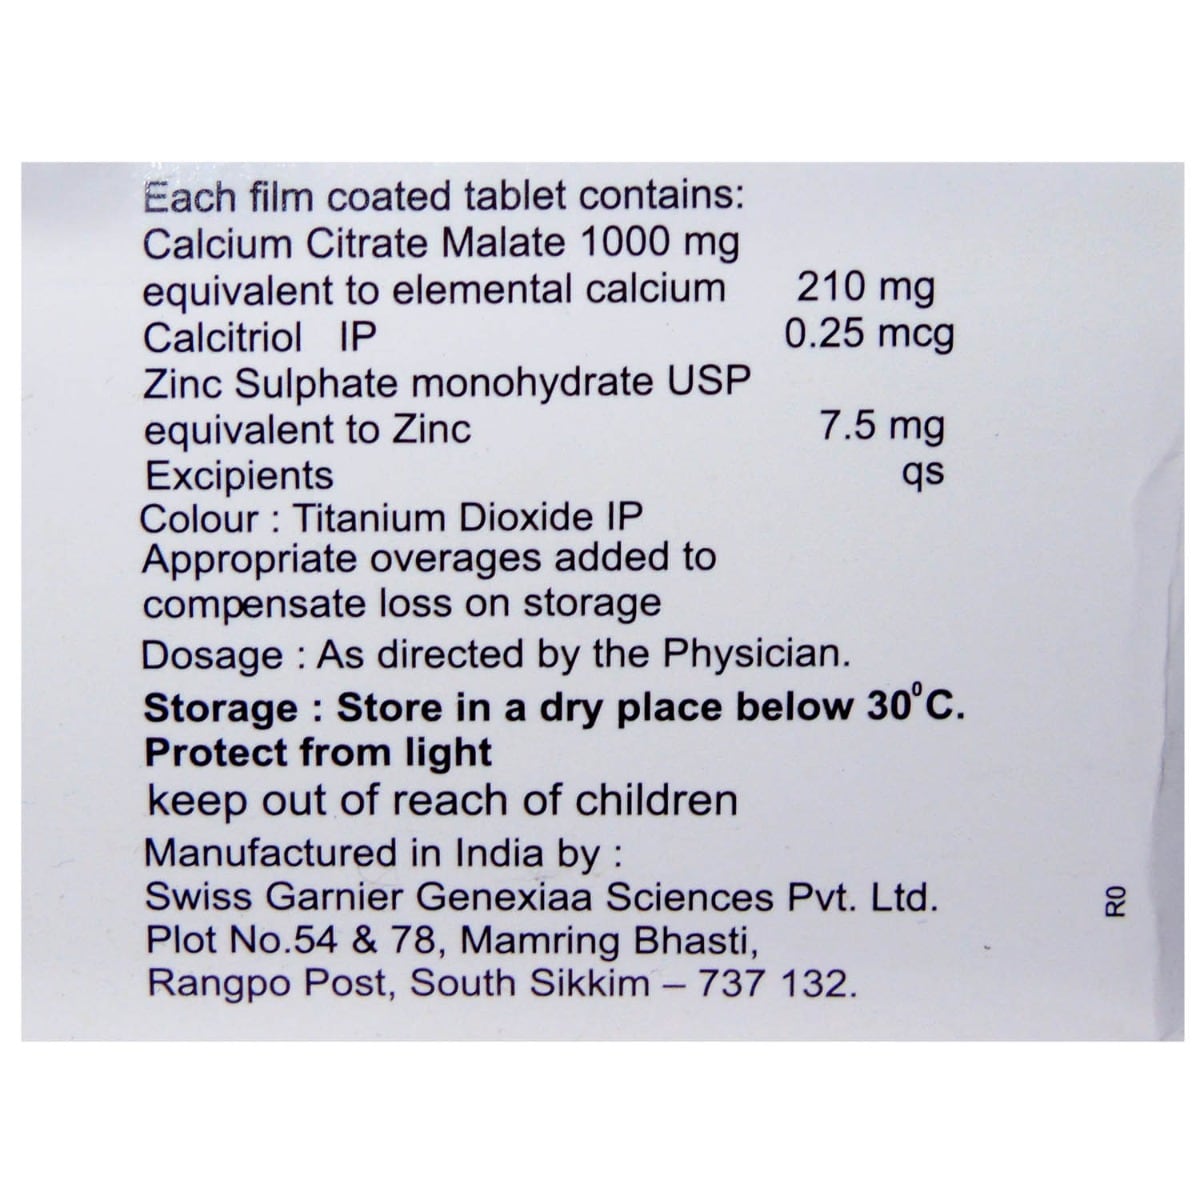 Each film coated tablet contains:
Calcium Citrate Malate 1000 mg
equivalent to elemental calcium 210 mg
Calcitriol IP 0.25 mcg
Zinc Sulphate monohydrate USP
equivalent to Zinc 7.5 mg
Excipients qs
Colour : Titanium Dioxide IP
Appropriate overages added to
compensate loss on storage
Dosage : As directed by the Physician.
Storage : Store in a dry place below 30⁰C.
Protect from light
keep out of reach of children
Manufactured in India by :
Swiss Garnier Genexiaa Sciences Pvt. Ltd.
Plot No.54 & 78, Mamring Bhasti,
Rangpo Post, South Sikkim – 737 132.
R0